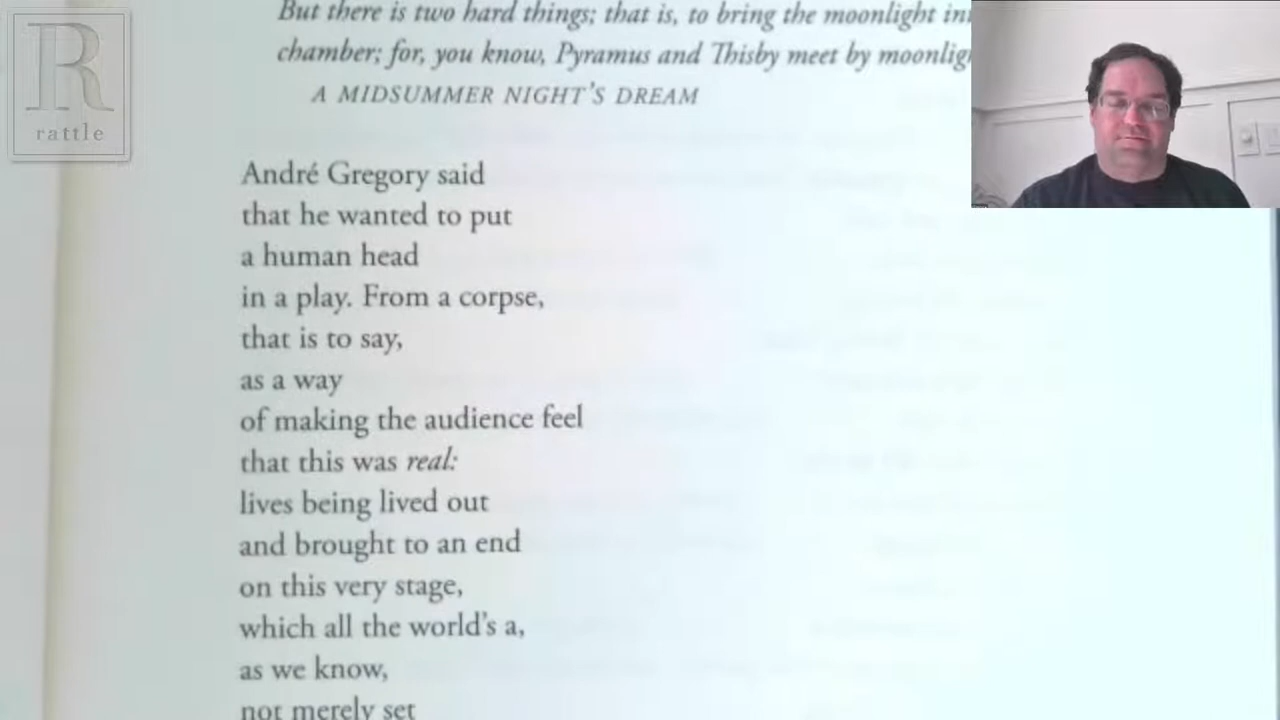 But there is two hard things; that is, to bring the moonlight
chamber; for, you know, Pyramus and Thisby meet by
A MIDSUMMER NIGHT'S DREAM
R
rattle
André Gregory said
that he wanted to put
a human head
in a play. From a corpse,
that is to say,
as a way
of making the audience feel
that this was real:
lives being lived out
and brought to an end
on this very stage,
which all the world's a,
as we know,
not merely set